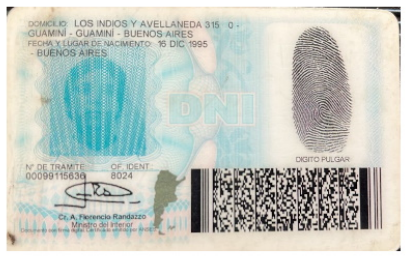 DOMICILIO: LOS INDIOS Y AVELLANEDA 315 0 -
GUAMINÍ - GUAMINÍ - BUENOS AIRES
FECHA Y LUGAR DE NACIMIENTO: 16 DIC 1995
- BUENOS AIRES
DNI
DIGITO PULGAR
Nº DE TRAMITE OF. IDENT.
00099115636 8024
Cr. A. Florencio Randazzo
Ministro del Interior